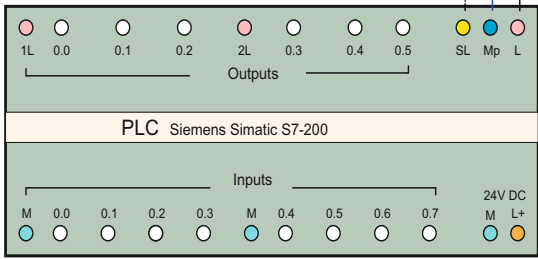 1L 0.0 0.1 0.2 2L 0.3 0.4 0.5 SL Mp L
Outputs
PLC Siemens Simatic S7-200
Inputs
24V DC
M 0.0 0.1 0.2 0.3 M 0.4 0.5 0.6 0.7 M L+